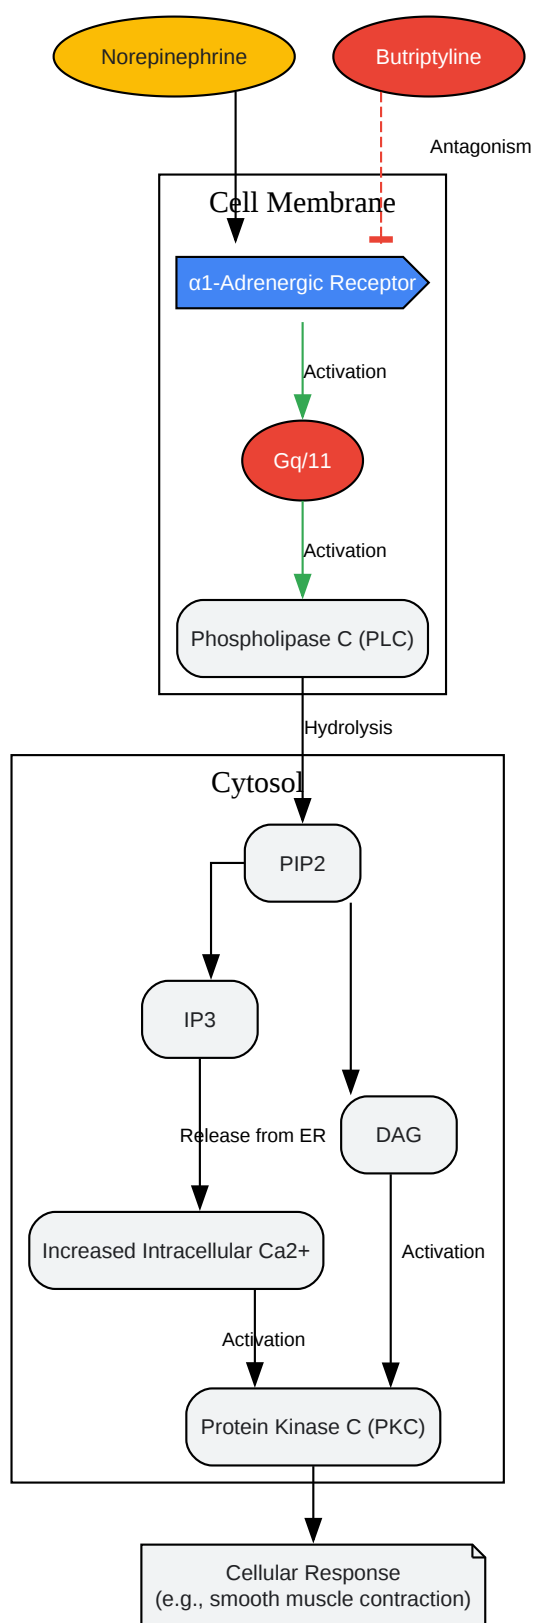 Norepinephrine
Butriptyline
Antagonism
Cell Membrane
α1-Adrenergic Receptor
Activation
Gq/11
Activation
Phospholipase C (PLC)
Hydrolysis
Cytosol
PIP2
IP3
Release from ER
DAG
Increased Intracellular Ca2+
Activation
Activation
Protein Kinase C (PKC)
Cellular Response
(e.g., smooth muscle contraction)